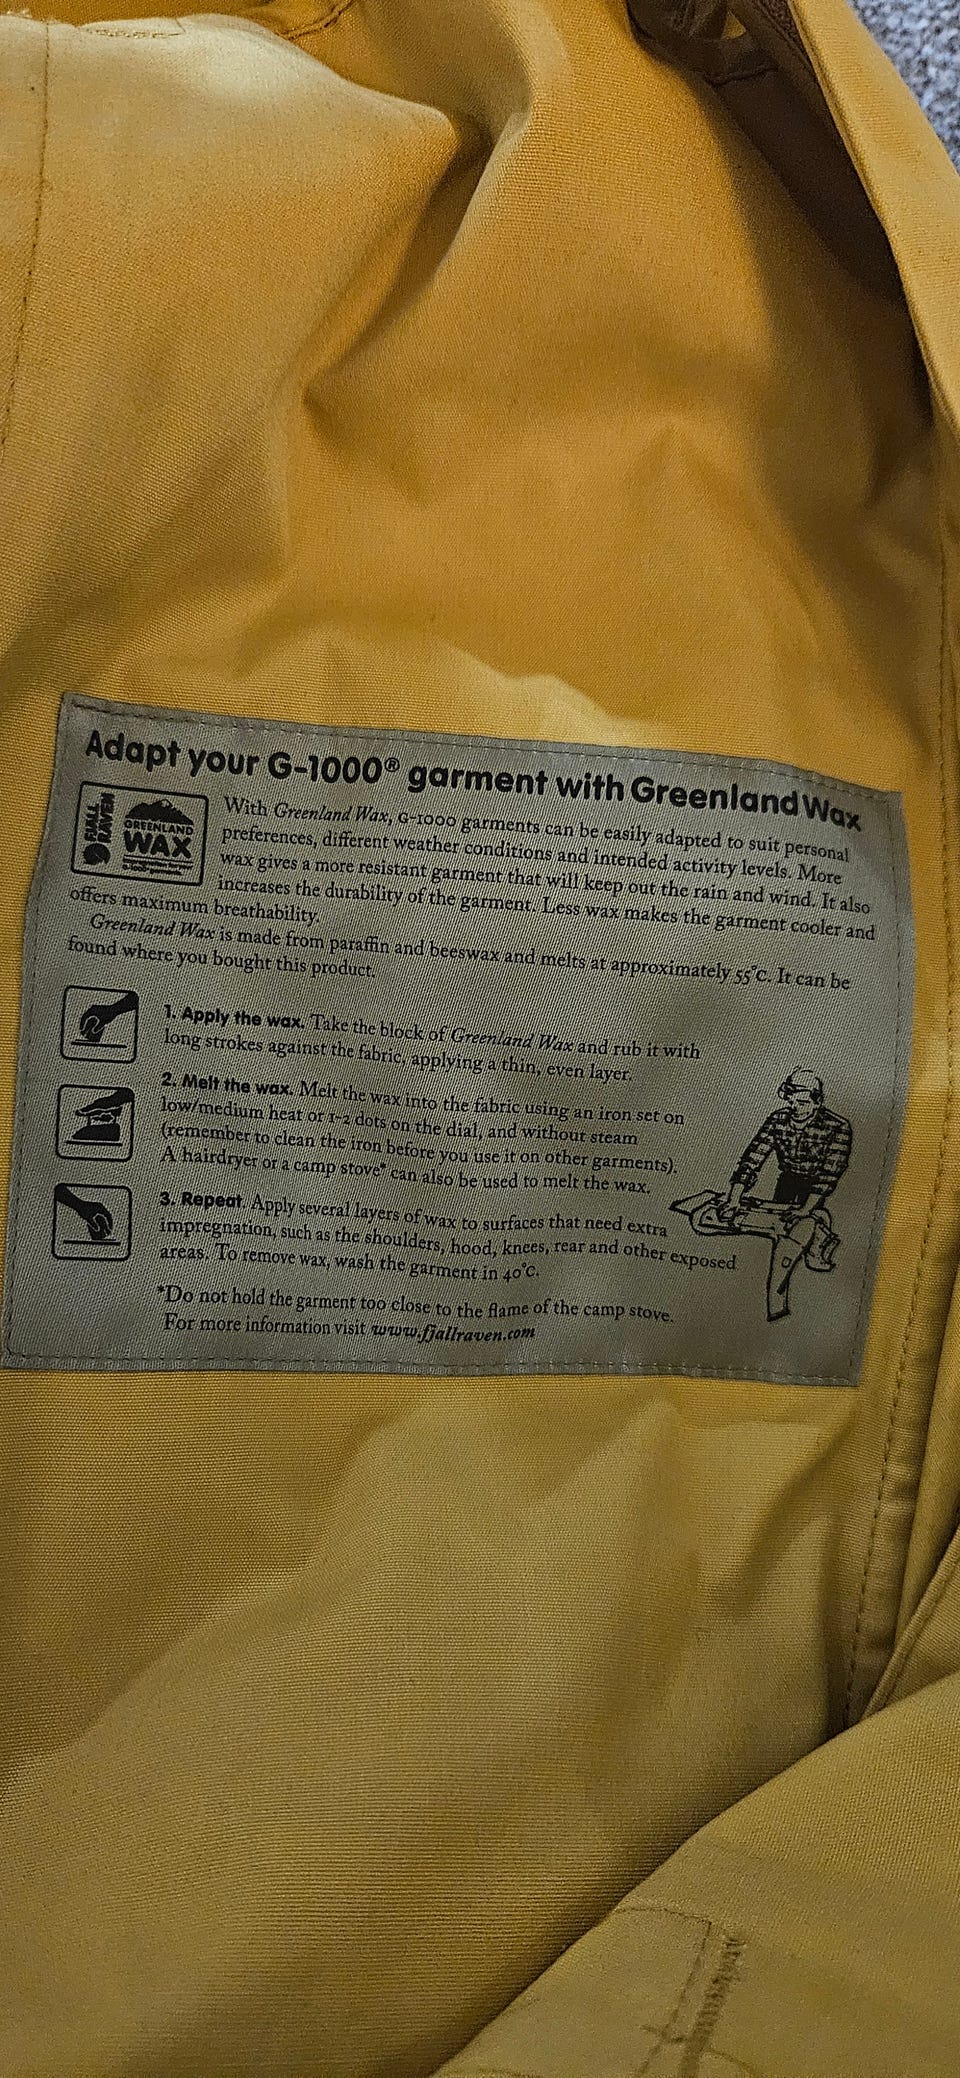 Adapt your G-1000® garment with Greenland Wax
FJALL
RAVEN
GREENLAND
WAX
With Greenland Wax, G-1000 garments can be easily adapted to suit personal
preferences, different weather conditions and intended activity levels. More
wax gives a more resistant garment that will keep out the rain and wind. It also
increases the durability of the garment. Less wax makes the garment cooler and
offers maximum breathability.
Greenland Wax is made from paraffin and beeswax and melts at approximately 55°C. It can be
found where you bought this product.
1. Apply the wax. Take the block of Greenland Wax and rub it with
long strokes against the fabric, applying a thin, even layer.
2. Melt the wax. Melt the wax into the fabric using an iron set on
low/medium heat or 1-2 dots on the dial, and without steam
(remember to clean the iron before you use it on other garments).
A hairdryer or a camp stove* can also be used to melt the wax.
3. Repeat. Apply several layers of wax to surfaces that need extra
impregnation, such as the shoulders, hood, knees, rear and other exposed
areas. To remove wax, wash the garment in 40°C.
*Do not hold the garment too close to the flame of the camp stove.
For more information visit www.fjallraven.com